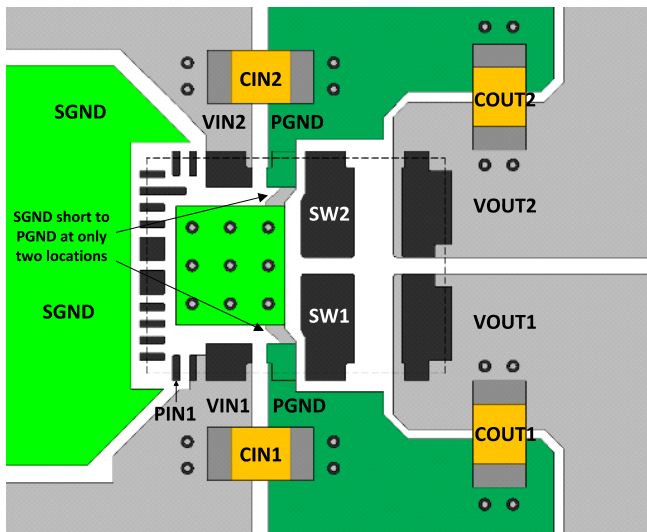 SGND
CIN2
COUT2
VIN2
PGND
SGND short to
PGND at only
two locations
SW2
VOUT2
SGND
SW1
VOUT1
PIN1
VIN1
PGND
COUT1
CIN1